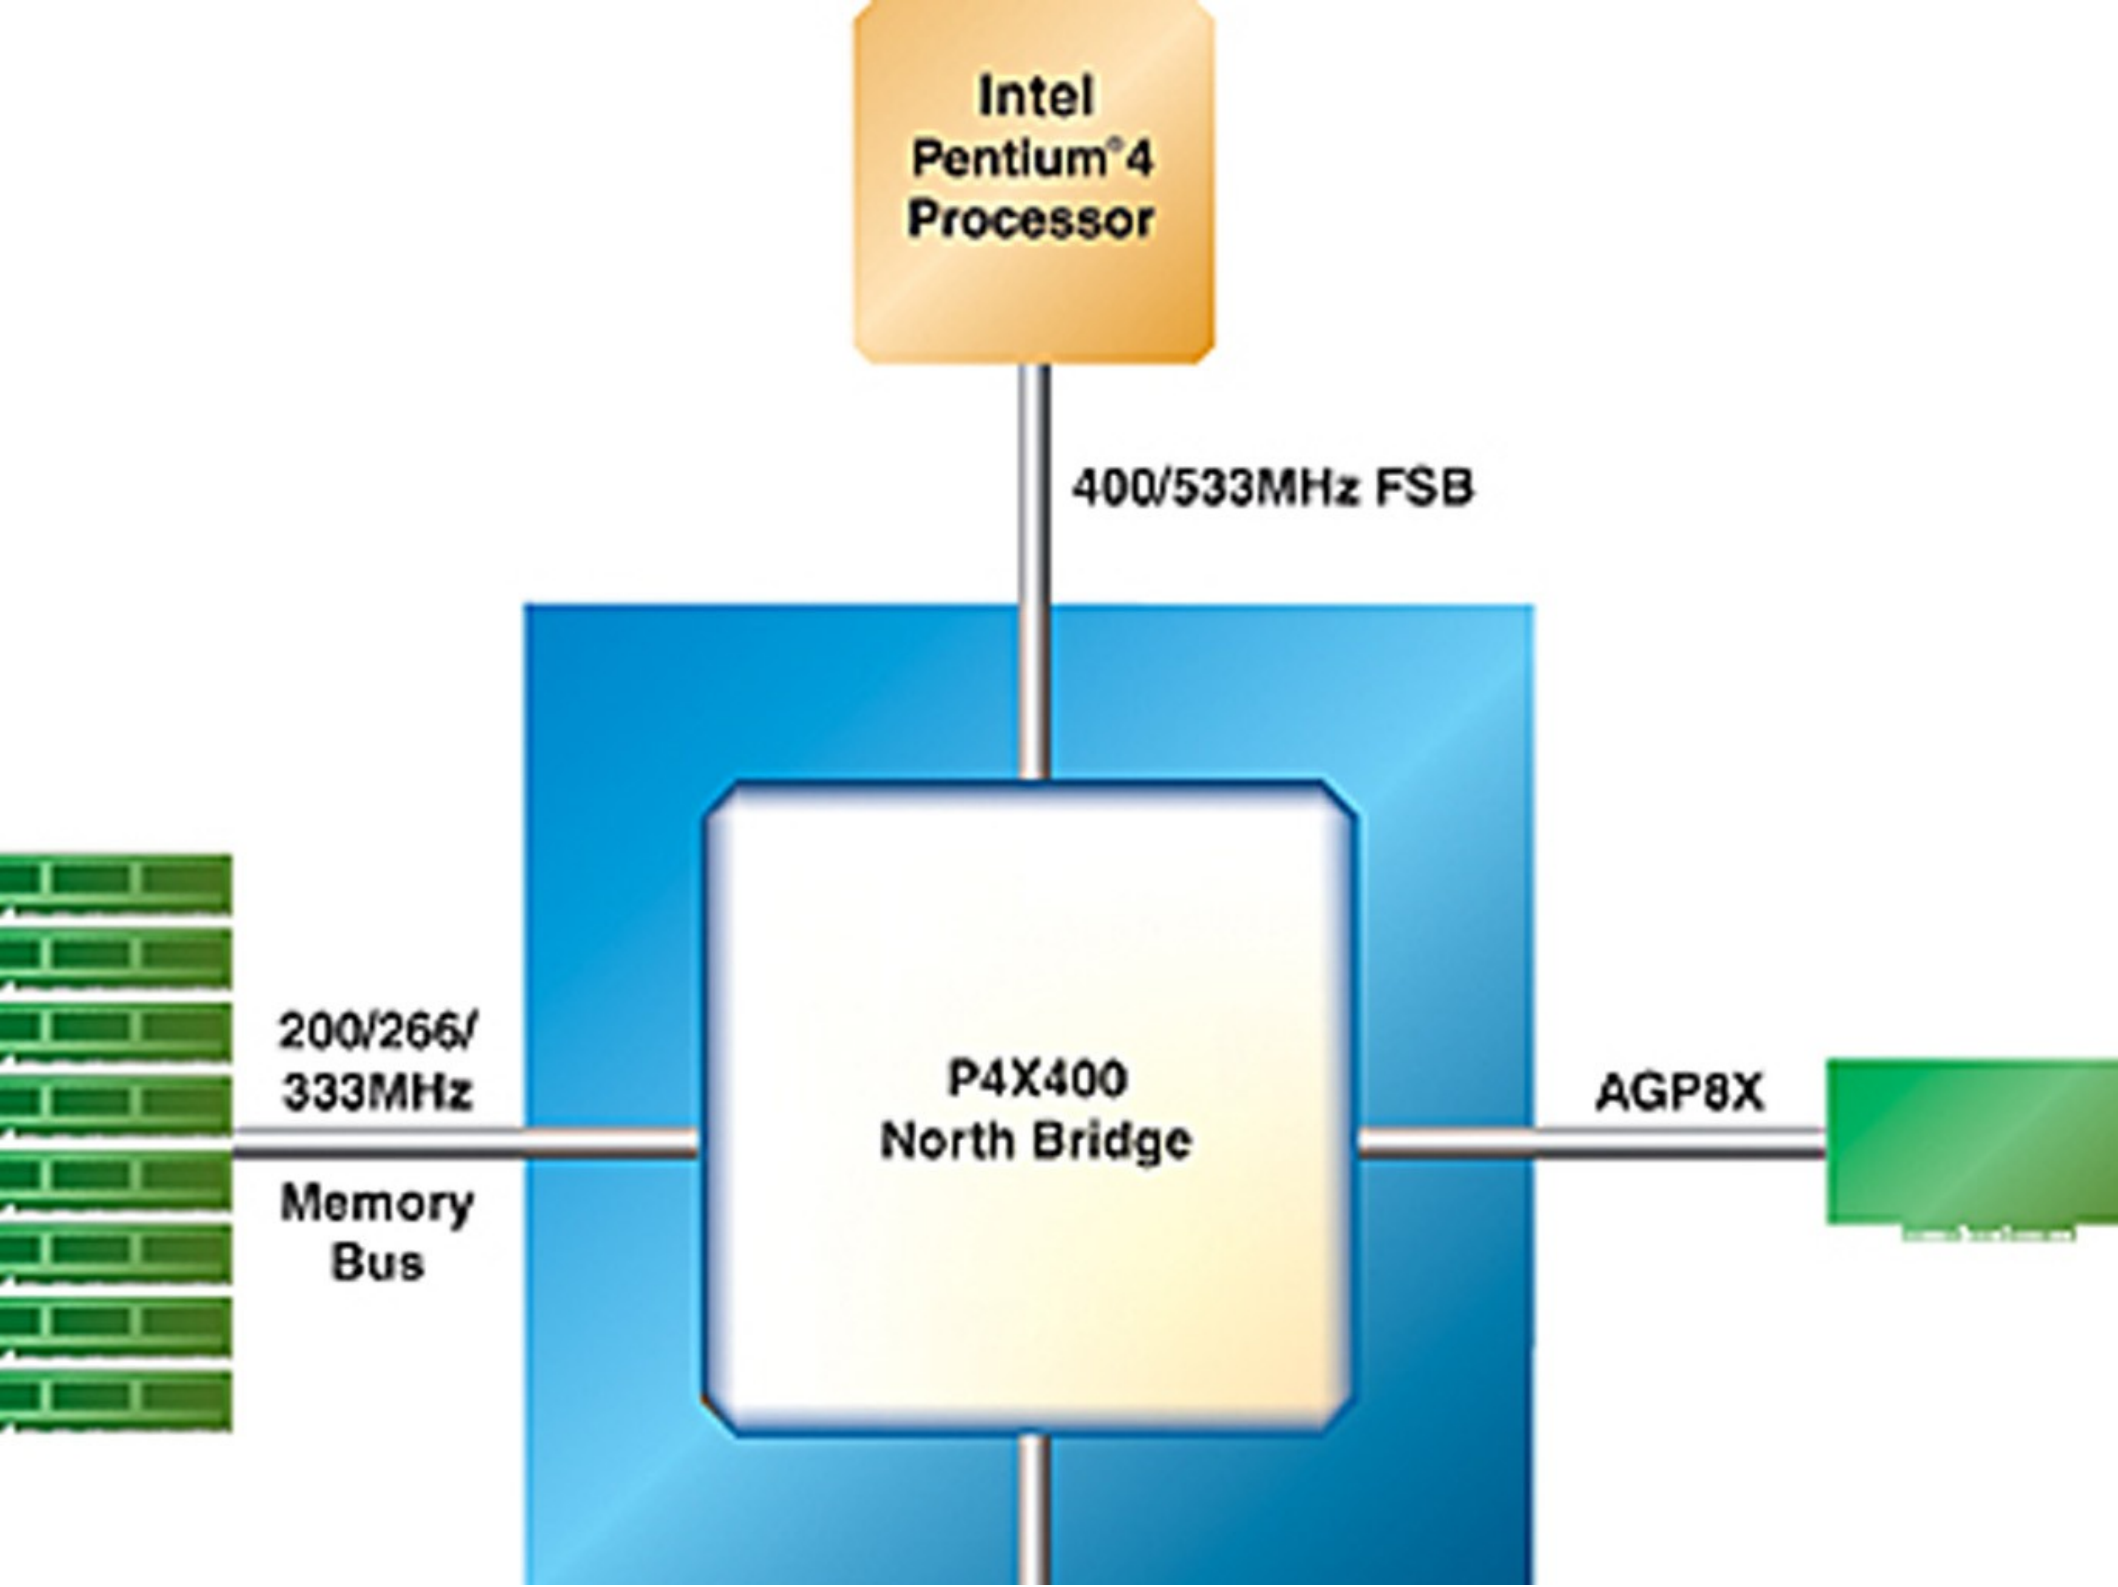 Intel
Pentium®4
Processor
400/533MHz FSB
200/266/
333MHz
Memory
Bus
P4X400
North Bridge
AGP8X